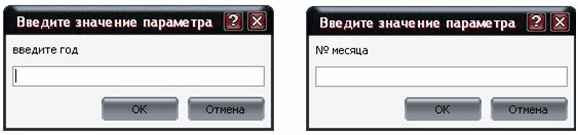 Введите значение параметра
введите год
ОК
Отмена
Введите значение параметра
№ месяца
ОК
Отмена